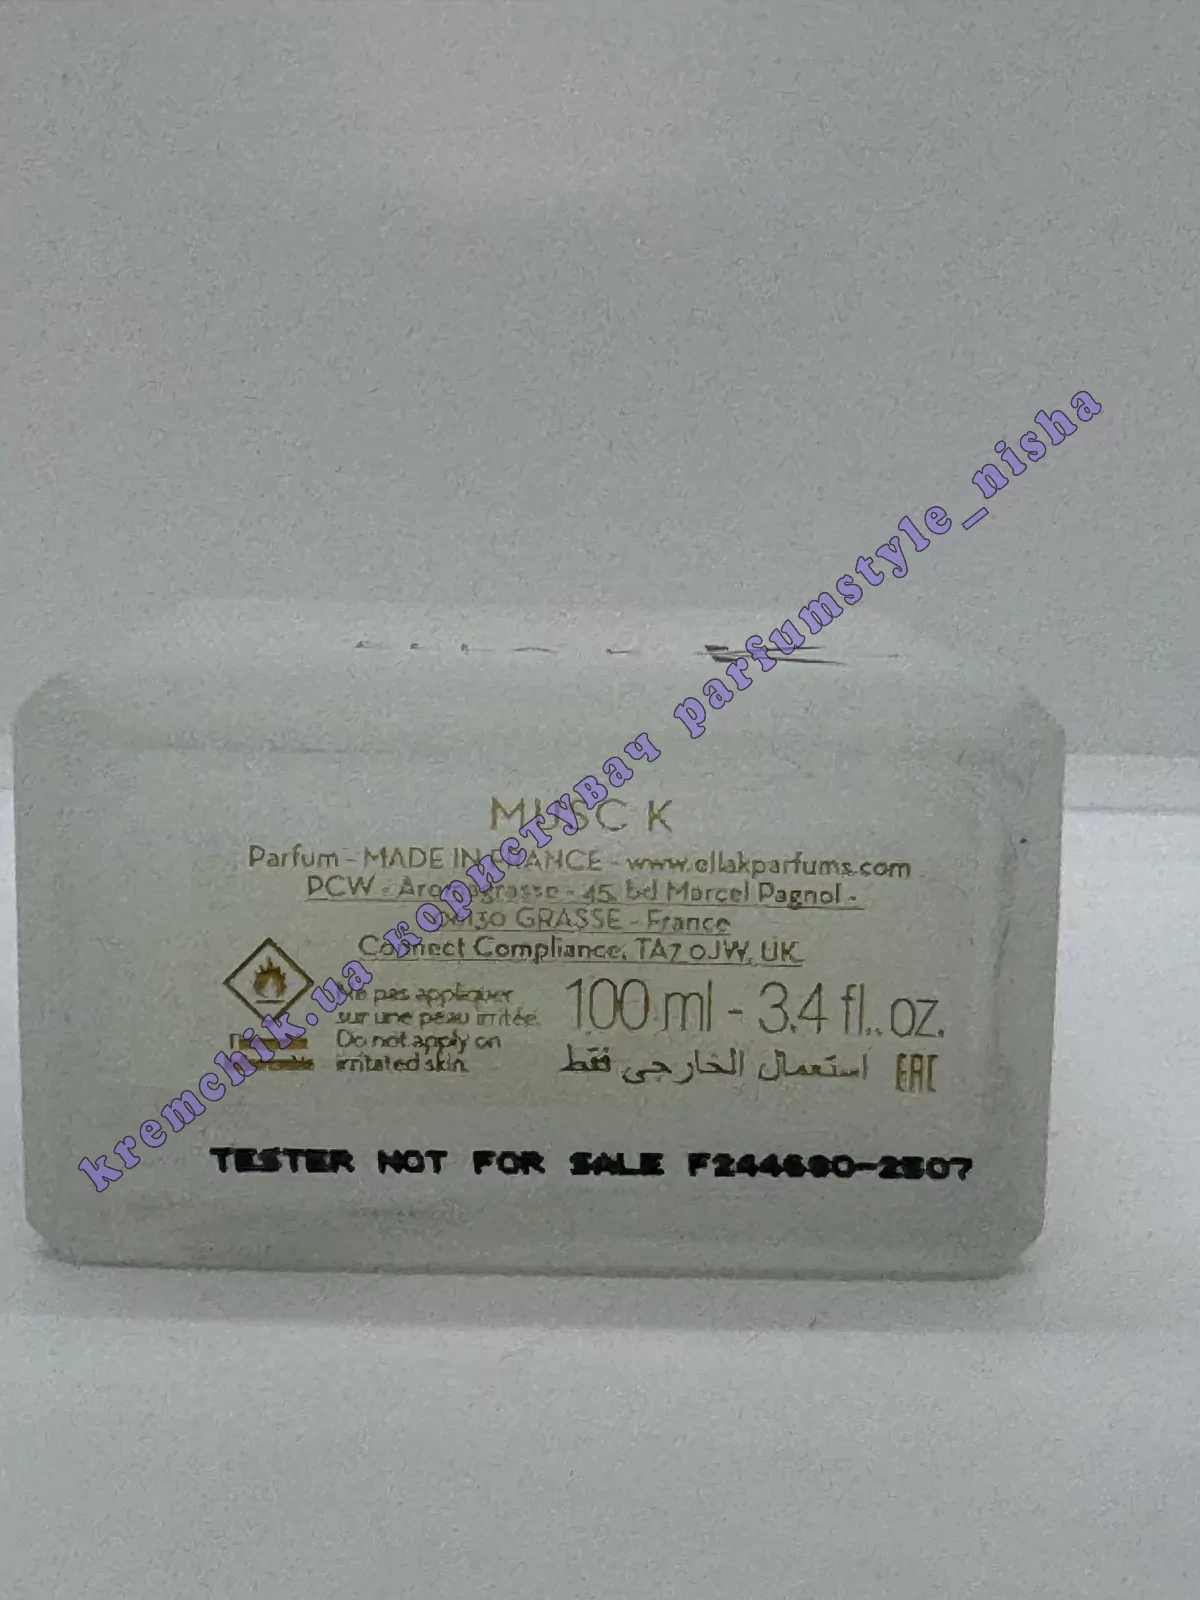 MUSC K
Parfum - MADE IN FRANCE - www.ellakparfums.com
PCW - Aromagrasse - 45, bd Marcel Pagnol -
06130 GRASSE - France
Connect Compliance, TA7 0JW, UK
Ne pas appliquer
sur une peau irritée.
Do not apply on
irritated skin.
100 ml - 3.4 fl. oz.
استعمال الخارجي فقط
EAC
TESTER NOT FOR SALE
kremchik.ua користувач parfumstyle_nisha